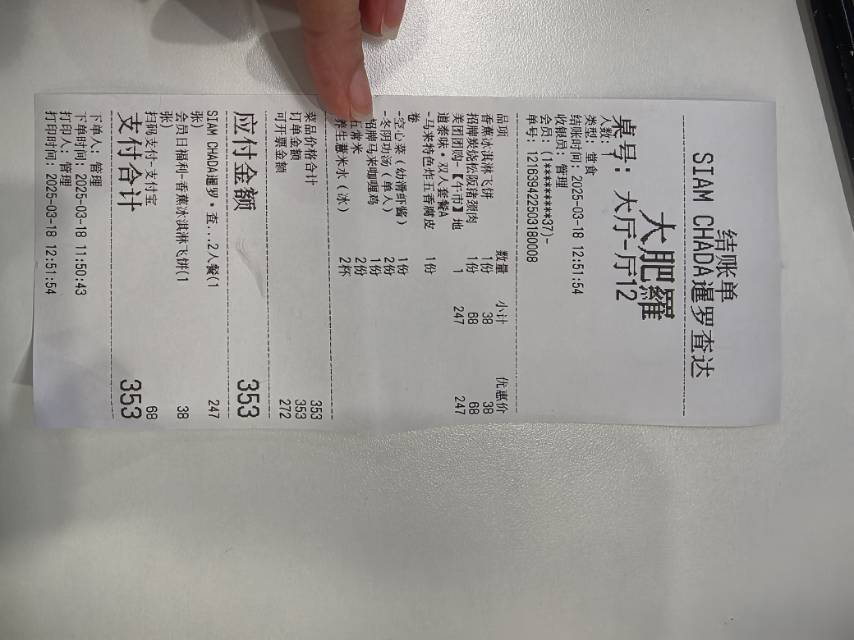 结账单
SIAM CHADA暹罗查达
大肥羅
桌号: 大厅-厅12
人数: 1
类型: 堂食
结账时间: 2025-03-18 12:51:54
收银员: 管理
会员: (1********37)-
单号: 121639422503180008
品项 数量 小计 优惠价
香蕉冰淇淋飞饼 1份 38 38
招牌炭烧松阪猪颈肉 1份 68 68
美团团购-【午市】地 1 247 247
道泰味·双人套餐A
-马来特色炸五香腐皮 1份
卷
-空心菜 (幼滑虾酱) 1份
-冬阴功汤 (单人) 2份
招牌马来咖喱鸡 1份
五常米 2份
养生薏米水 (冰) 2杯
菜品价格合计 353
订单金额 353
可开票金额 272
应付金额 353
SIAM CHADA暹罗·查...2人餐(1 247
张)
会员日福利-香蕉冰淇淋飞饼(1 38
张)
扫码支付-支付宝 68
支付合计 353
下单人: 管理
下单时间: 2025-03-18 11:50:43
打印人: 管理
打印时间: 2025-03-18 12:51:54